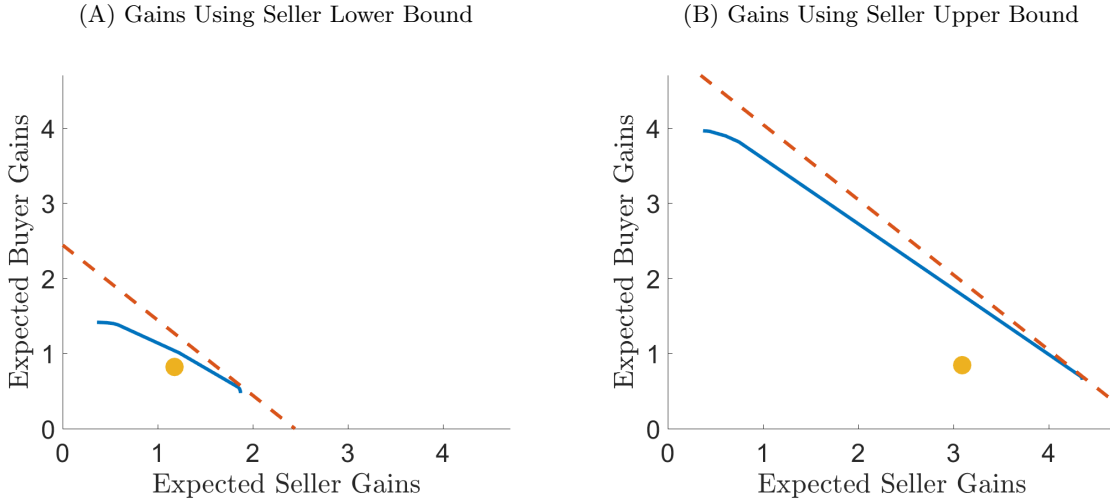 (A) Gains Using Seller Lower Bound
Expected Buyer Gains
4
3
2
1
0
0 1 2 3 4
Expected Seller Gains
(B) Gains Using Seller Upper Bound
Expected Buyer Gains
4
3
2
1
0
0 1 2 3 4
Expected Seller Gains